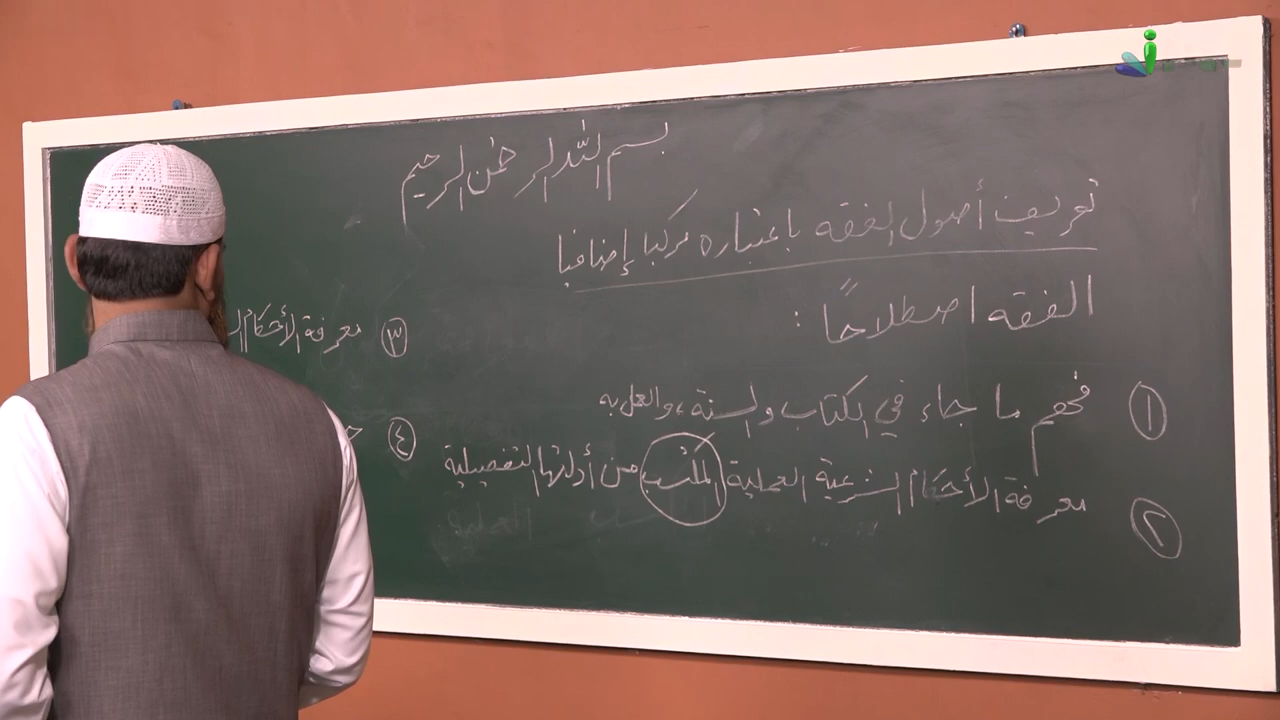 بسم الله الرحمن الرحيم
تعريف اصول الفقه باعتباره مركبا إضافيا
الفقه اصطلاحاً :
١ فهم ما جاء في الكتاب والسنة، والعمل به
٢ معرفة الأحكام الشرعية العملية المكتسب من أدلتها التفصيلية
٣ معرفة الأحكام
٤